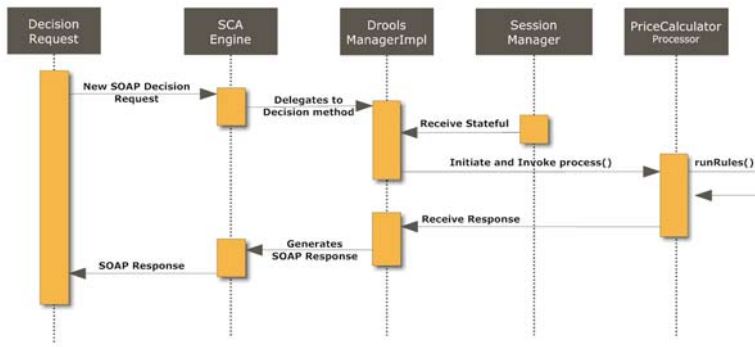 Decision
Request
SCA
Engine
Drools
ManagerImpl
Session
Manager
PriceCalculator
Processor
New SOAP Decision
Request
Delegates to
Decision method
Receive Stateful
Initiate and Invoke process()
runRules()
Receive Response
Generates
SOAP Response
SOAP Response